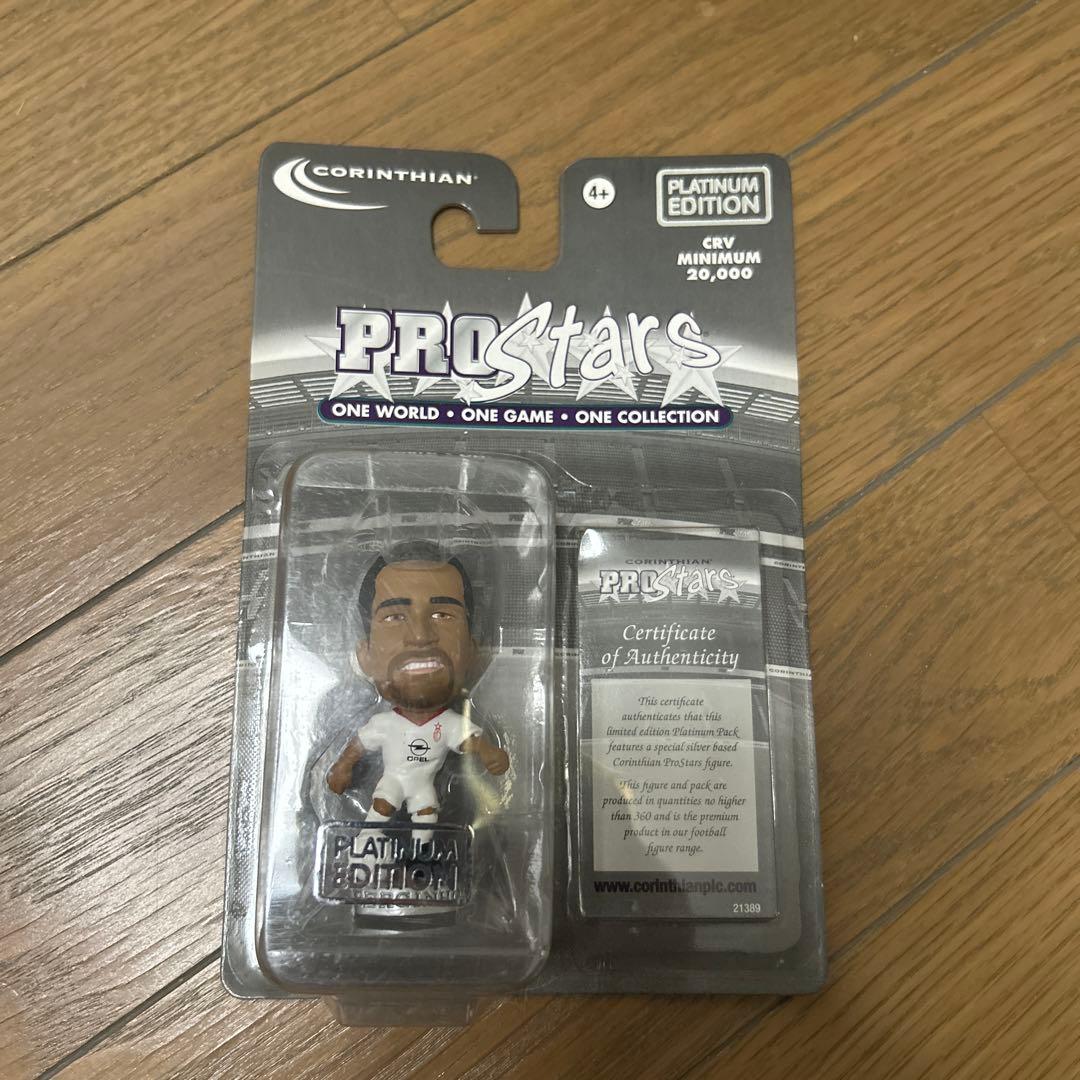 CORINTHIAN
4+
PLATINUM
EDITION
CRV
MINIMUM
20,000
PROStars
ONE WORLD • ONE GAME • ONE COLLECTION
CORINTHIAN
PROStars
Certificate
of Authenticity
This certificate
authenticates that this
limited edition Platinum Pack
features a special silver based
Corinthian ProStars figure.
This figure and pack are
produced in quantities no higher
than 360 and is the premium
product in our football
figure range.
www.corinthianplc.com
21389
OPEL
PLATINUM
EDITION